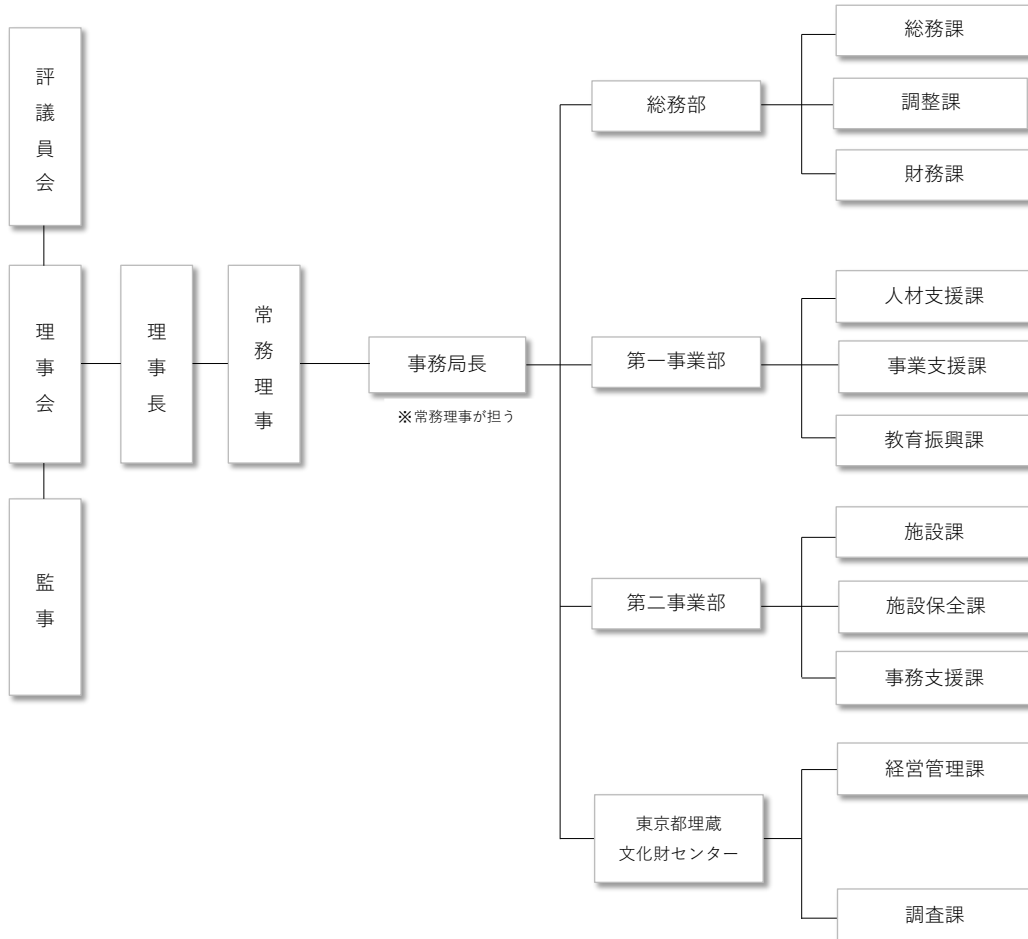 評議員会
理事会
監事
理事長
常務理事
事務局長
※常務理事が担う
総務部
総務課
調整課
財務課
第一事業部
人材支援課
事業支援課
教育振興課
第二事業部
施設課
施設保全課
事務支援課
東京都埋蔵
文化財センター
経営管理課
調査課